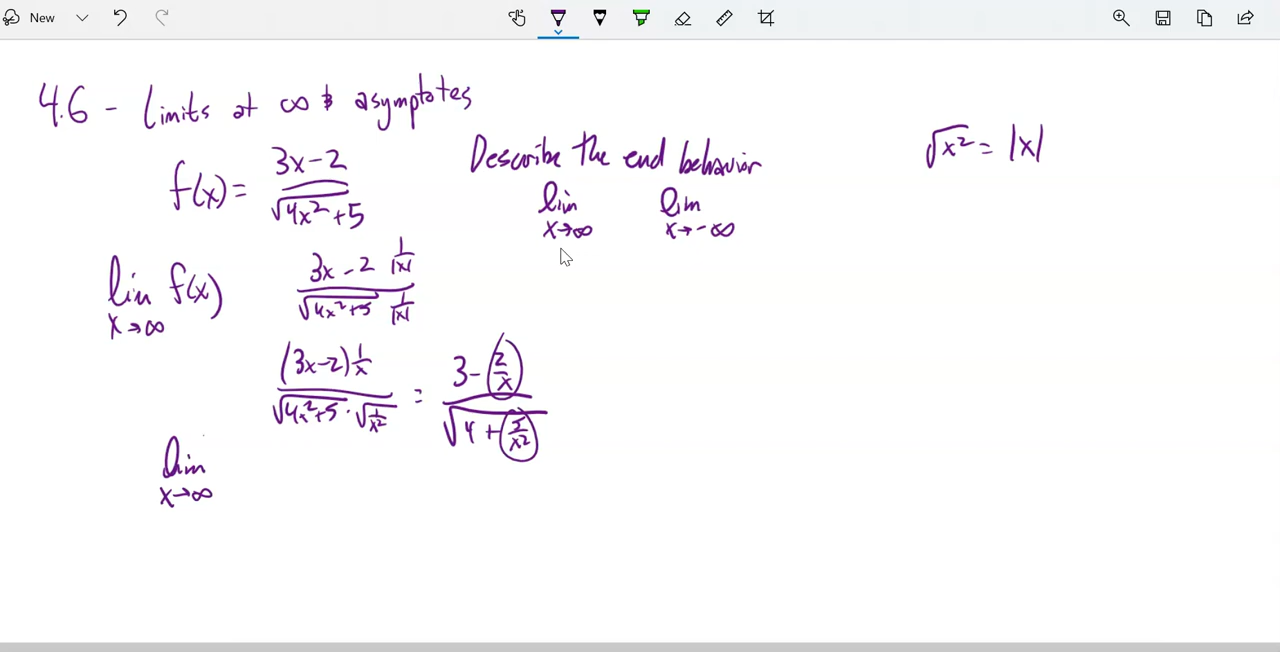 New
4.6 - Limits at ∞ & asymptotes
f(x) = (3x-2)/(√(4x²+5))
Describe the end behavior
lim x→∞ lim x→-∞
√x² = |x|
lim x→∞ f(x)
(3x-2 1/|x|)/(√(4x²+5) 1/|x|)
((3x-2)1/x)/(√(4x²+5) · √(1/x²)) = (3-(2/x))/(√(4+(5/x²)))
lim x→∞